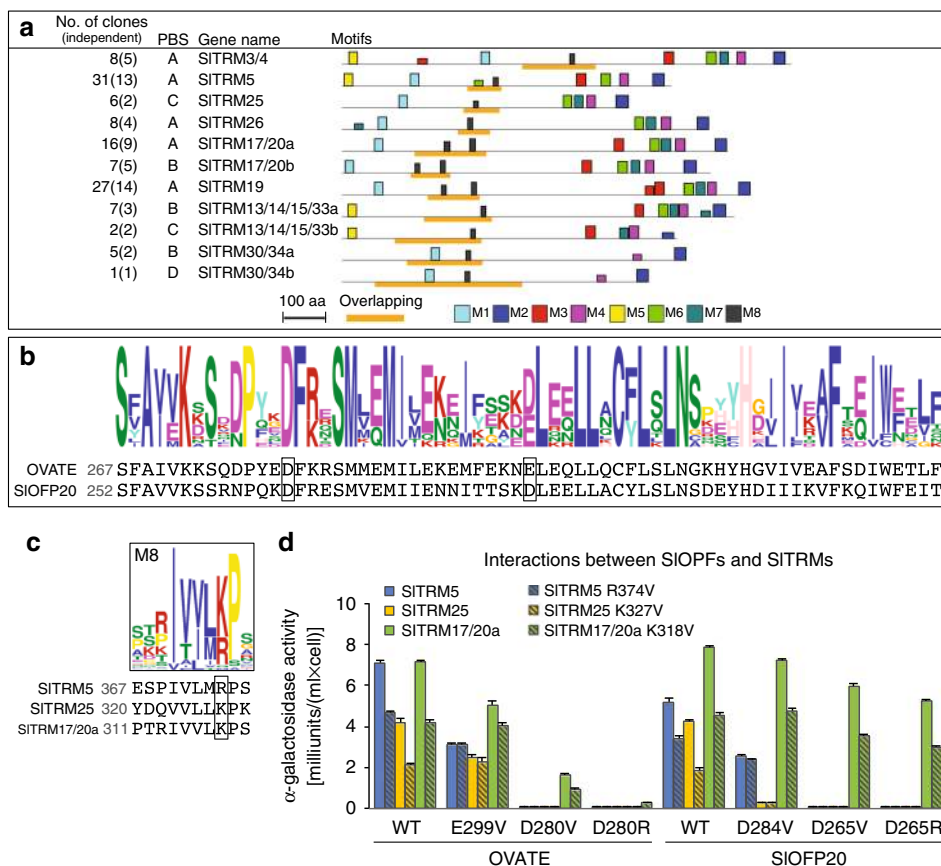 a
No. of clones
(independent) PBS Gene name Motifs
8(5) A SlTRM3/4
31(13) A SlTRM5
6(2) C SlTRM25
8(4) A SlTRM26
16(9) A SlTRM17/20a
7(5) B SlTRM17/20b
27(14) A SlTRM19
7(3) B SlTRM13/14/15/33a
2(2) C SlTRM13/14/15/33b
5(2) B SlTRM30/34a
1(1) D SlTRM30/34b
100 aa Overlapping M1 M2 M3 M4 M5 M6 M7 M8
b
OVATE 267 SFAIVKKSQDPYEDFKRSMMEMILEKEMFEKNELEQLLQCFLSLNGKHYHGVIVEAFSDIWETLF
SlOFP20 252 SFAVVKSSRNPQKDFRESMVEMIIENNITTSKDLEELLACYLSLNSDEYHDIIIKVFKQIWFEIT
c
M8
SlTRM5 367 ESPIVLMRPS
SlTRM25 320 YDQVVLLKPK
SlTRM17/20a 311 PTRIVVLKPS
d
Interactions between SlOPFs and SlTRMs
SlTRM5 SlTRM5 R374V
SlTRM25 SlTRM25 K327V
SlTRM17/20a SlTRM17/20a K318V
α-galactosidase activity
[milliunits/(ml×cell)]
10
8
6
4
2
0
WT E299V D280V D280R WT D284V D265V D265R
OVATE SlOFP20